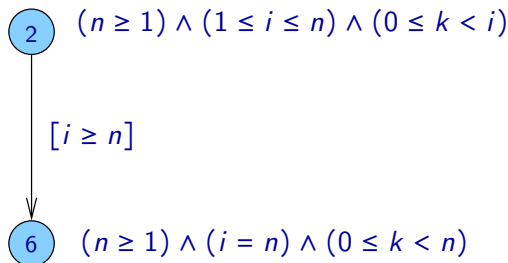 2 (n ≥ 1) ∧ (1 ≤ i ≤ n) ∧ (0 ≤ k < i)
[i ≥ n]
6 (n ≥ 1) ∧ (i = n) ∧ (0 ≤ k < n)